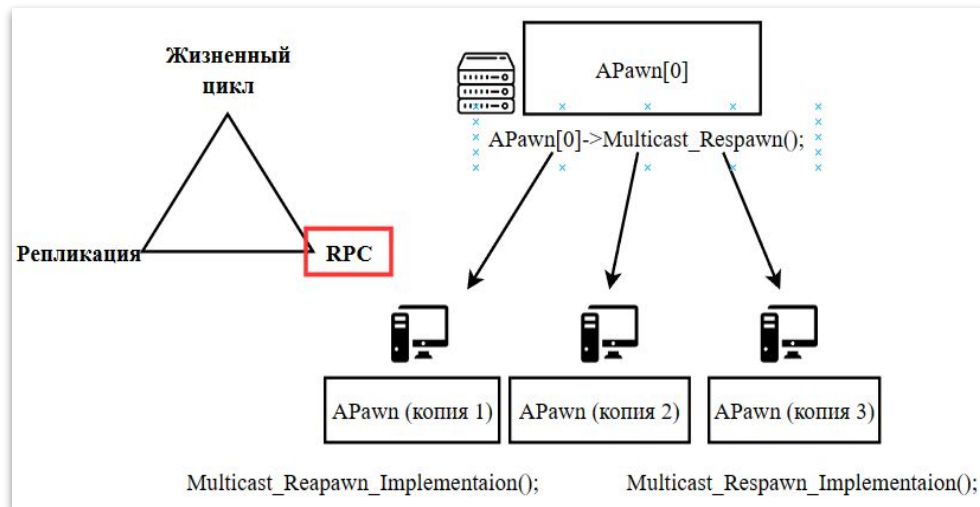 Жизненный
цикл
Репликация
RPC
APawn[0]
APawn[0]->Multicast_Respawn();
APawn (копия 1)
APawn (копия 2)
APawn (копия 3)
Multicast_Reapawn_Implementaion();
Multicast_Respawn_Implementaion();